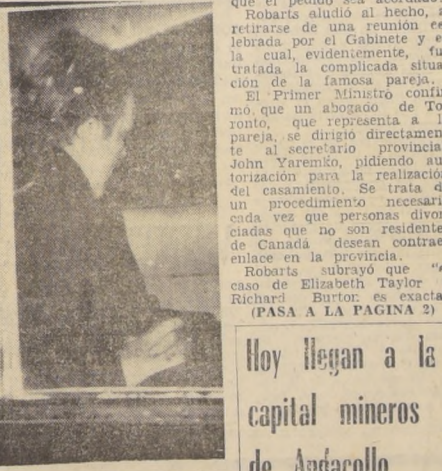 que el pedido sea
Robarts aludió al hecho, a
retirarse de una reunión ce
lebrada por el Gabinete y e
la cual, evidentemente, fu
tratada la complicada situa
ción de la famosa pareja.
El Primer Ministro confir
mó, que un abogado de To
ronto, que representa a l
pareja, se dirigió directamen
te al secretario provincia
John Yaremko, pidiendo au
torización para la realizació
del casamiento. Se trata d
un procedimiento necesari
cada vez que personas divor
ciadas que no son residente
de Canadá desean contrae
enlace en la provincia.
Robarts subrayó que "
caso de Elizabeth Taylor
Richard Burton es exacta
(PASA A LA PAGINA 2)
Hoy llegan a la
capital mineros
de Andacollo